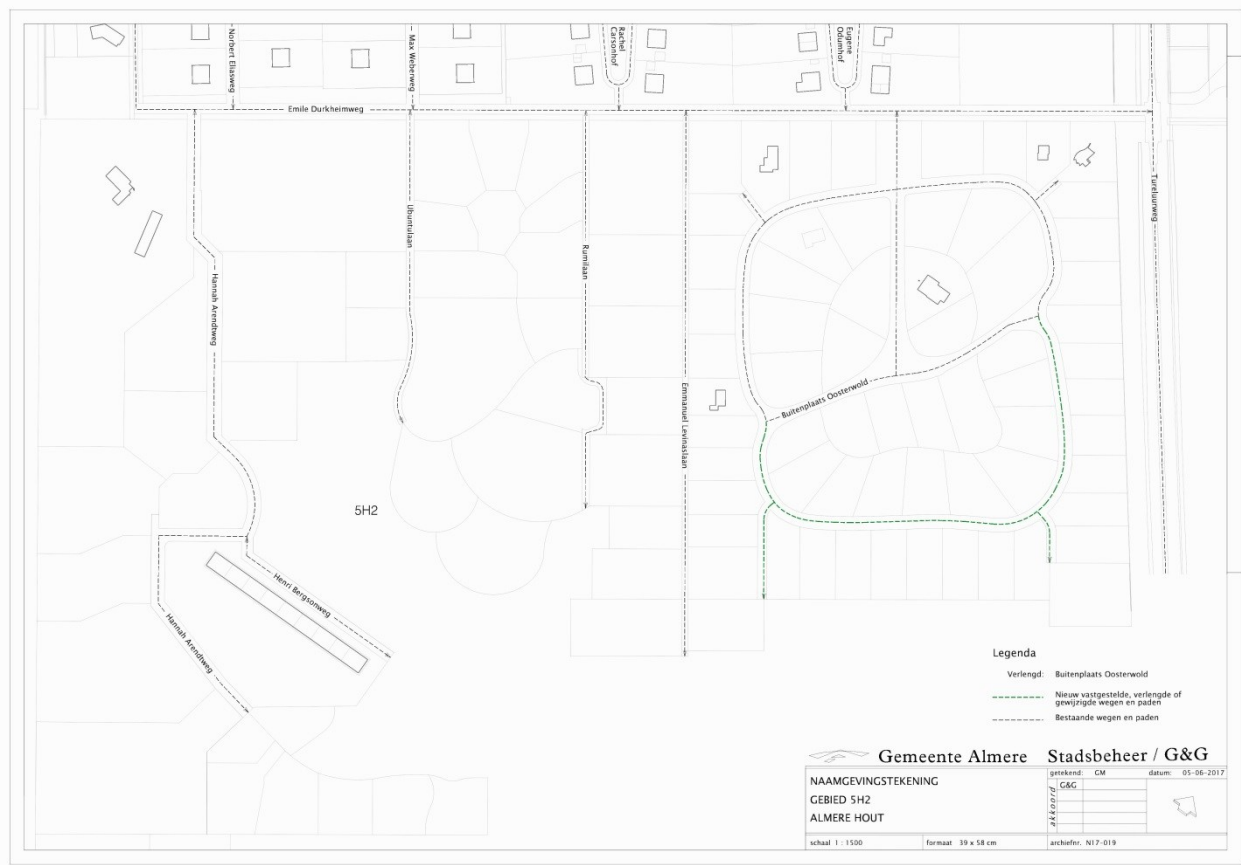 Norbert Eliasweg
Max Weberweg
Rachel
Carsonhof
Eugene
Odumhof
Emile Durkheimweg
Tureluurweg
Ubuntulaan
Rumilaan
Hannah Arendtweg
Emmanuel Levinaslaan
Buitenplaats Oosterwold
5H2
Henri Bergsonweg
Hannah Arendtweg
Legenda
Verlengd: Buitenplaats Oosterwold
Nieuw vastgestelde, verlengde of
gewijzigde wegen en paden
Bestaande wegen en paden
Gemeente Almere Stadsbeheer / G&G
NAAMGEVINGSTEKENING
GEBIED 5H2
ALMERE HOUT
getekend: GM datum: 05-06-2017
akkoord
G&G
schaal 1 : 1500 formaat 39 x 58 cm archiefnr. N17-019